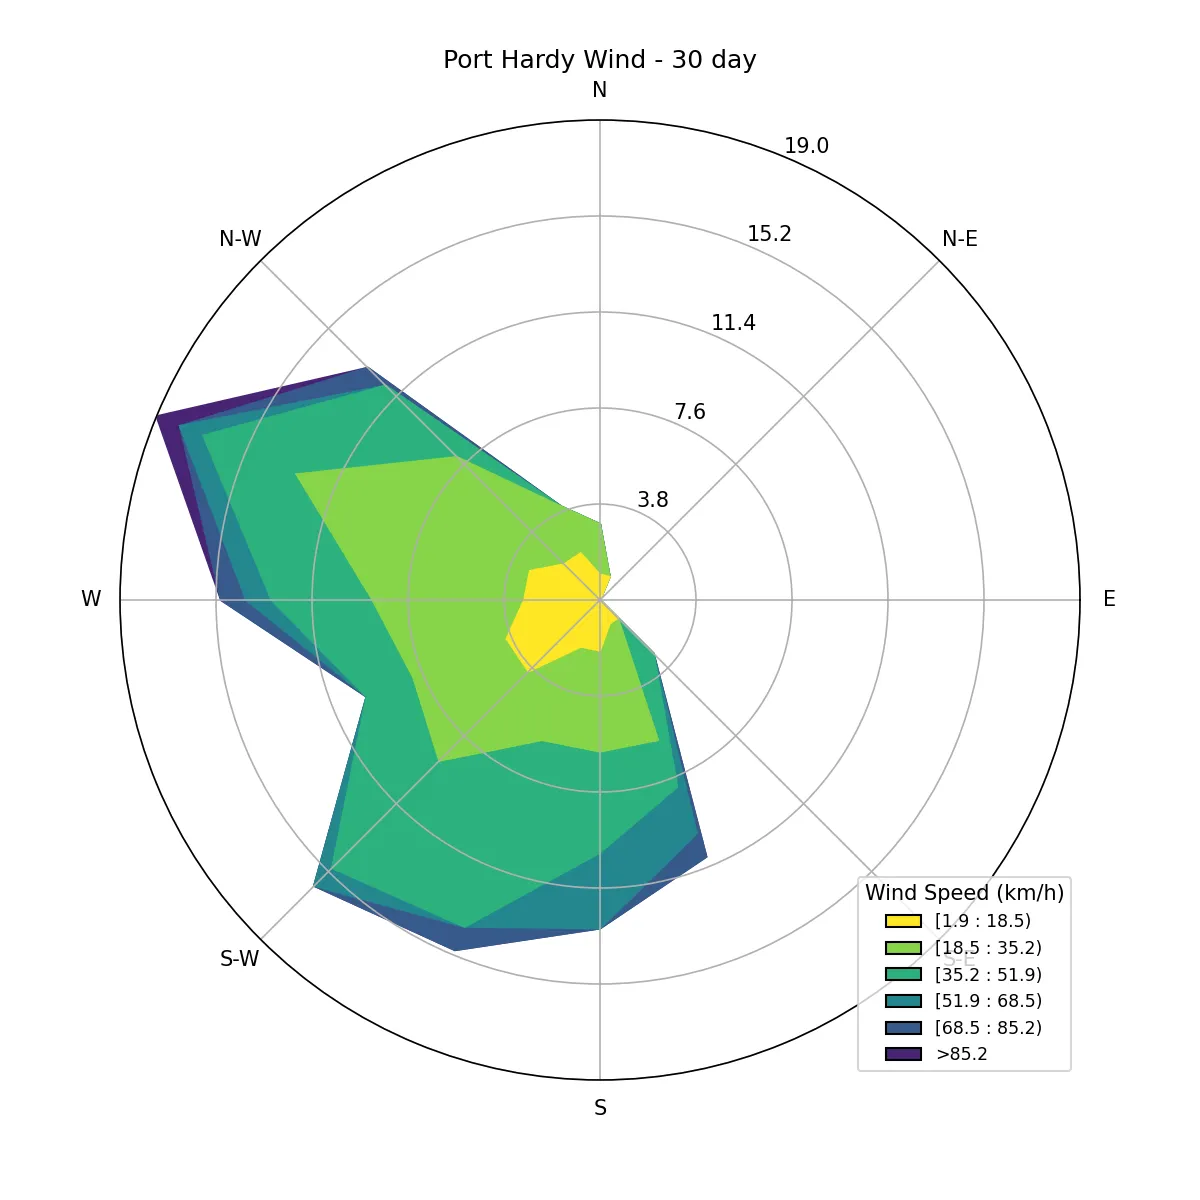 Port Hardy Wind - 30 day
N
19.0
15.2
N-W
N-E
11.4
7.6
3.8
W
E
Wind Speed (km/h)
[1.9 : 18.5)
[18.5 : 35.2)
S-W
S-E
[35.2 : 51.9)
[51.9 : 68.5)
[68.5 : 85.2)
>85.2
S